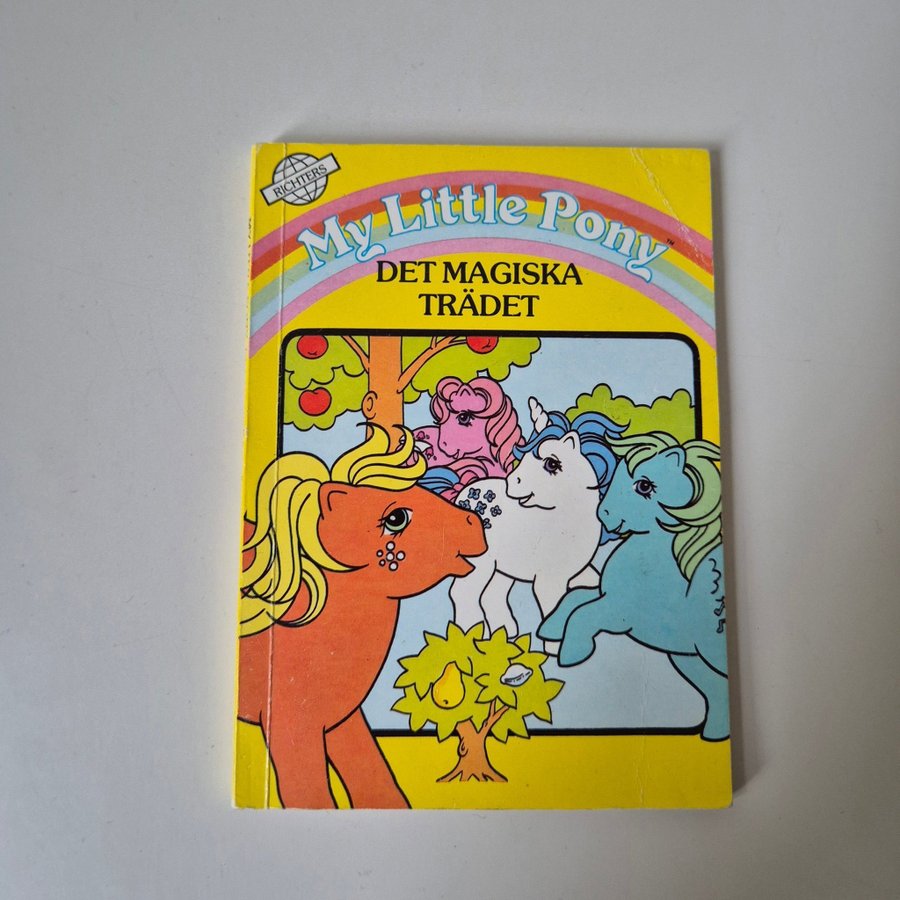 RICHTERS
My Little Pony™
DET MAGISKA
TRÄDET